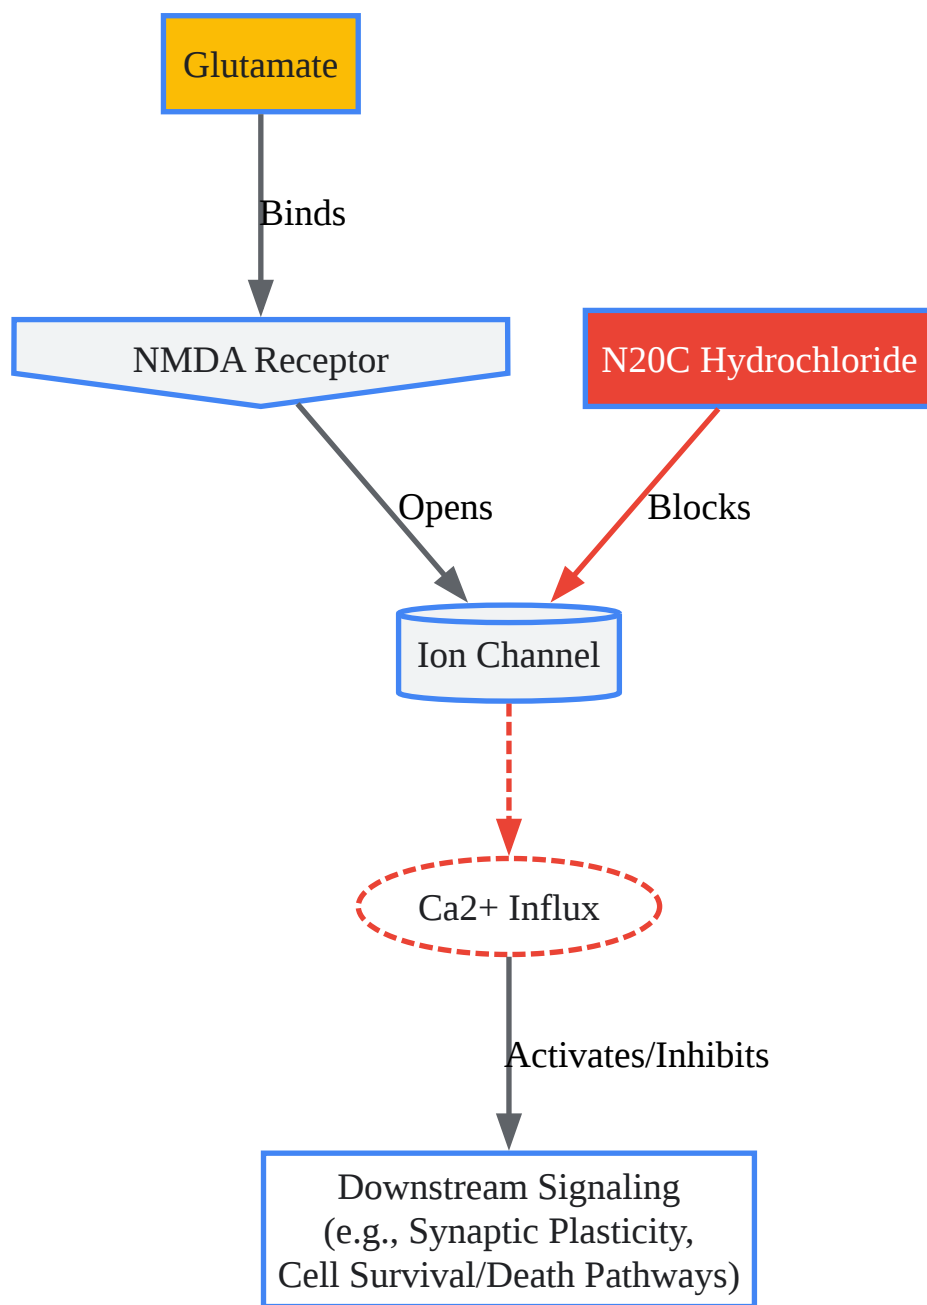 Glutamate
Binds
NMDA Receptor
N20C Hydrochloride
Opens
Blocks
Ion Channel
Ca2+ Influx
Activates/Inhibits
Downstream Signaling
(e.g., Synaptic Plasticity,
Cell Survival/Death Pathways)